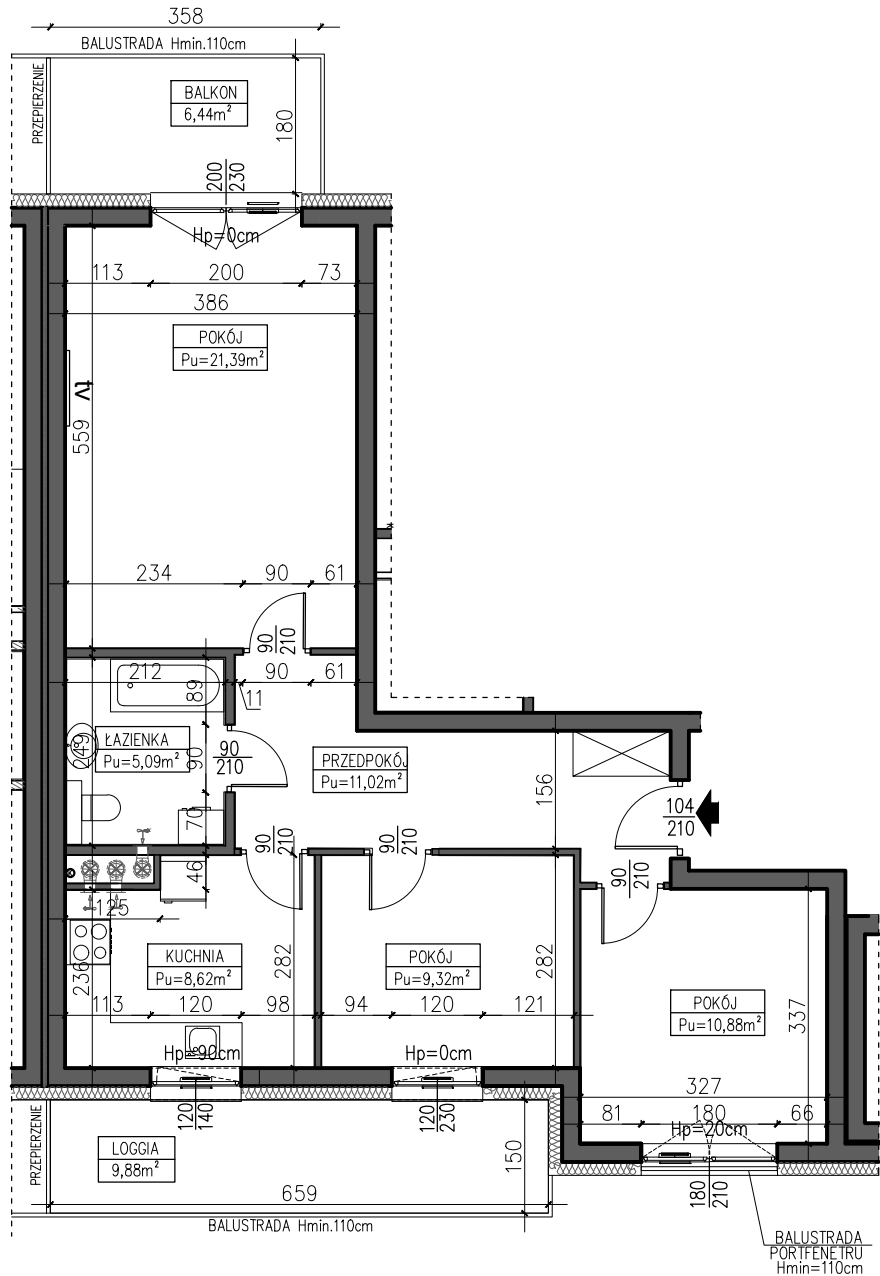 358
BALUSTRADA Hmin.110cm
PRZEPIERZENIE
BALKON
6,44m²
180
200
230
Hp=0cm
113
200
73
386
POKÓJ
Pu=21,39m²
tv
559
234
90
61
90
210
212
90
61
89
11
ŁAZIENKA
Pu=5,09m²
249
90
90
210
PRZEDPOKÓJ
Pu=11,02m²
156
104
210
70
90
210
90
210
90
210
46
125
236
KUCHNIA
Pu=8,62m²
282
POKÓJ
Pu=9,32m²
282
113
120
98
94
120
121
POKÓJ
Pu=10,88m²
337
Hp=90cm
Hp=0cm
327
120
140
120
230
81
180
66
Hp=20cm
PRZEPIERZENIE
LOGGIA
9,88m²
150
659
180
210
BALUSTRADA Hmin.110cm
BALUSTRADA
PORTFENETRU
Hmin=110cm